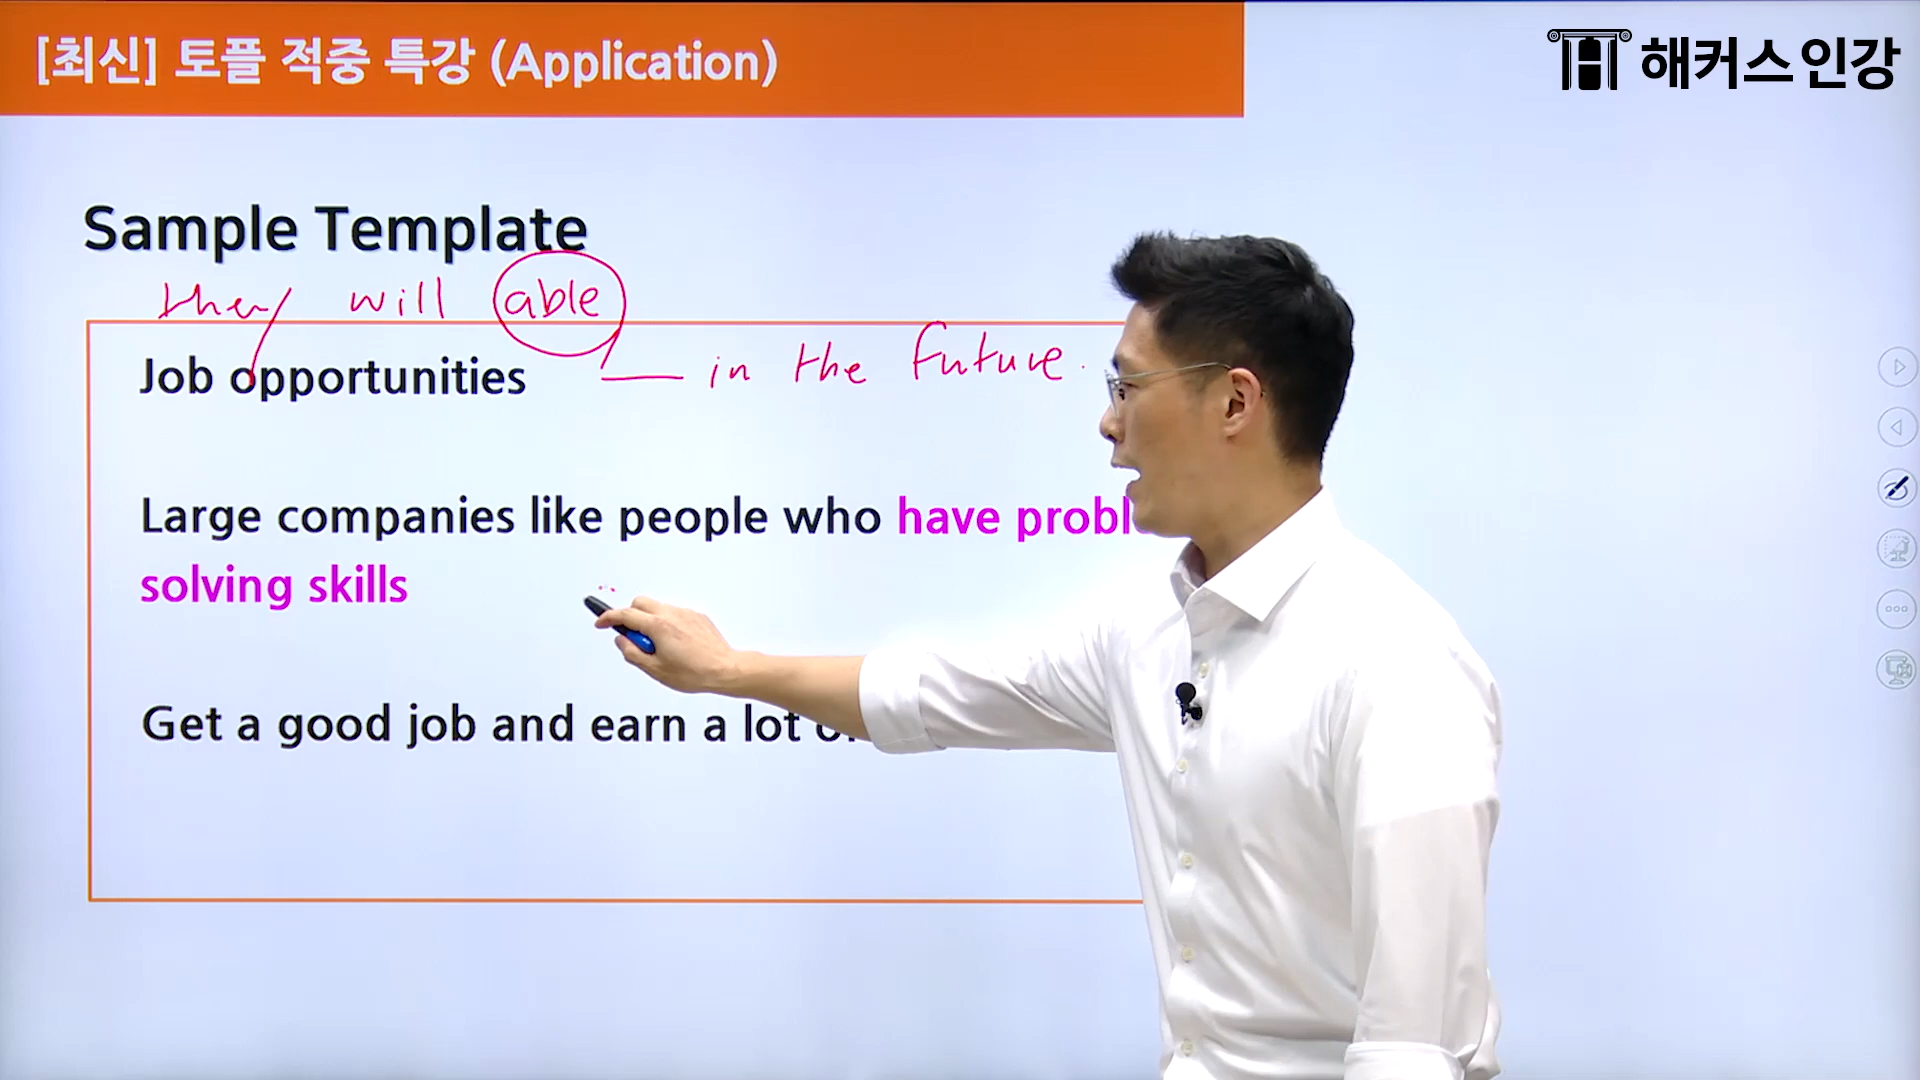 [최신] 토플 적중 특강 (Application)
해커스인강
Sample Template
they will able
in the future.
Job opportunities
Large companies like people who have
solving skills
Get a good job and earn a lot